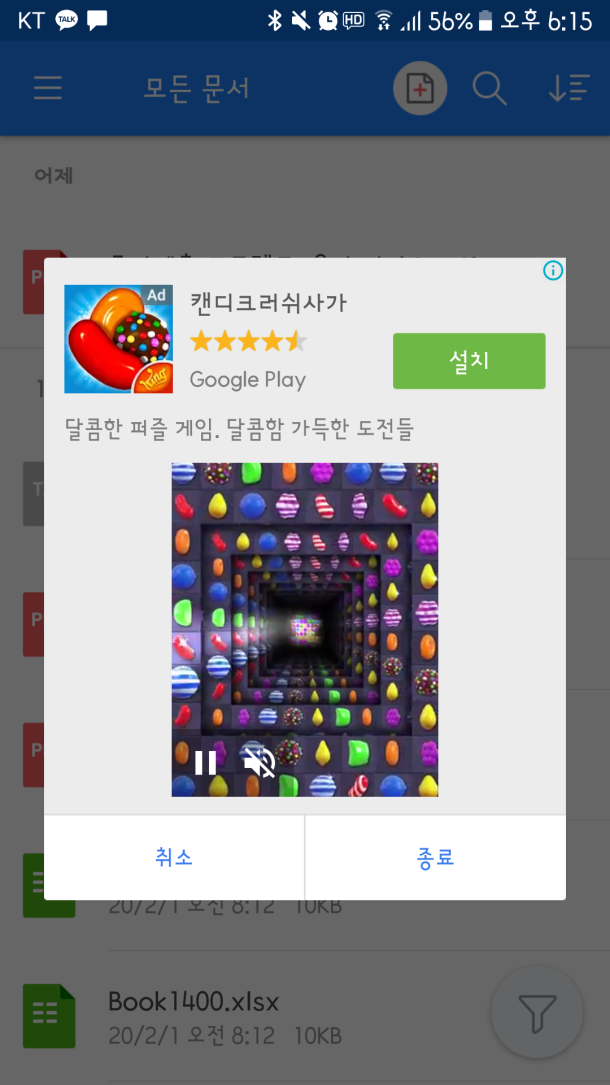 KT TALK HD 56% 오후 6:15
모든 문서
어제
Ad
캔디크러쉬사가
Google Play
설치
king
달콤한 퍼즐 게임. 달콤함 가득한 도전들
취소
종료
20/2/1 오전 8:12 10KB
Book1400.xlsx
20/2/1 오전 8:12 10KB